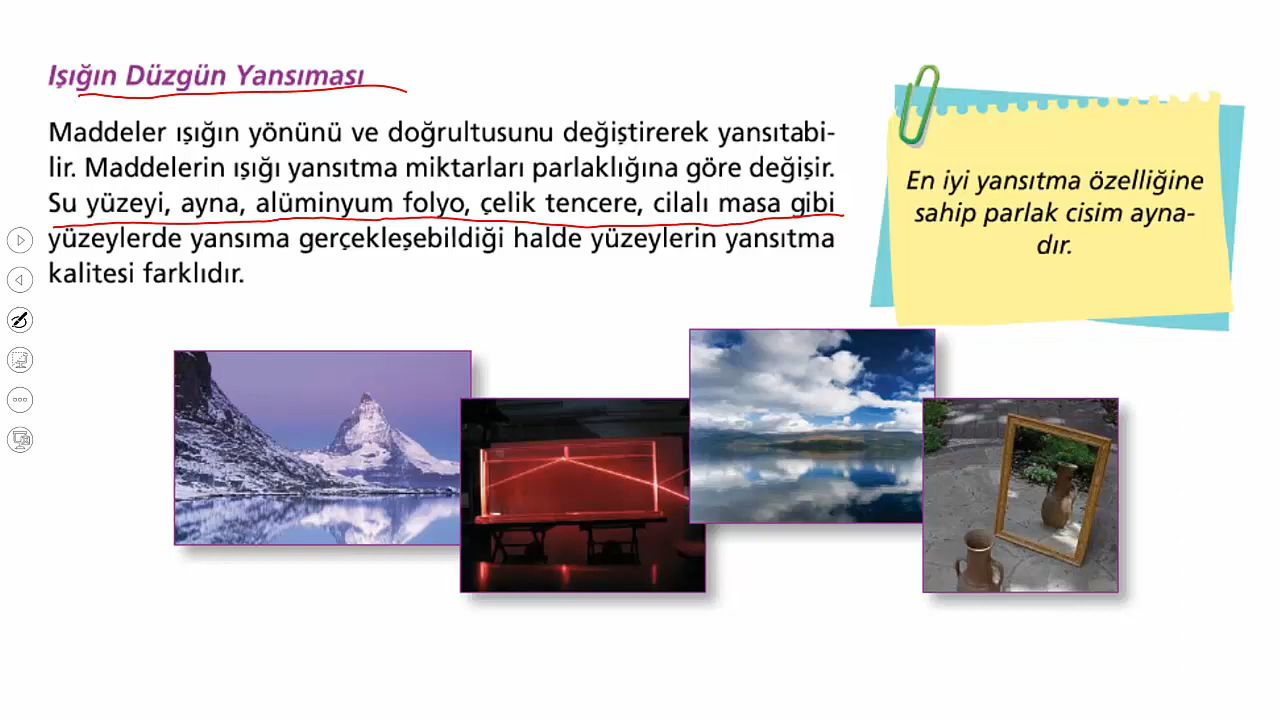 Işığın Düzgün Yansıması
Maddeler ışığın yönünü ve doğrultusunu değiştirerek yansıtabi-
lir. Maddelerin ışığı yansıtma miktarları parlaklığına göre değişir.
Su yüzeyi, ayna, alüminyum folyo, çelik tencere, cilalı masa gibi
yüzeylerde yansıma gerçekleşebildiği halde yüzeylerin yansıtma
kalitesi farklıdır.
En iyi yansıtma özelliğine
sahip parlak cisim ayna-
dır.